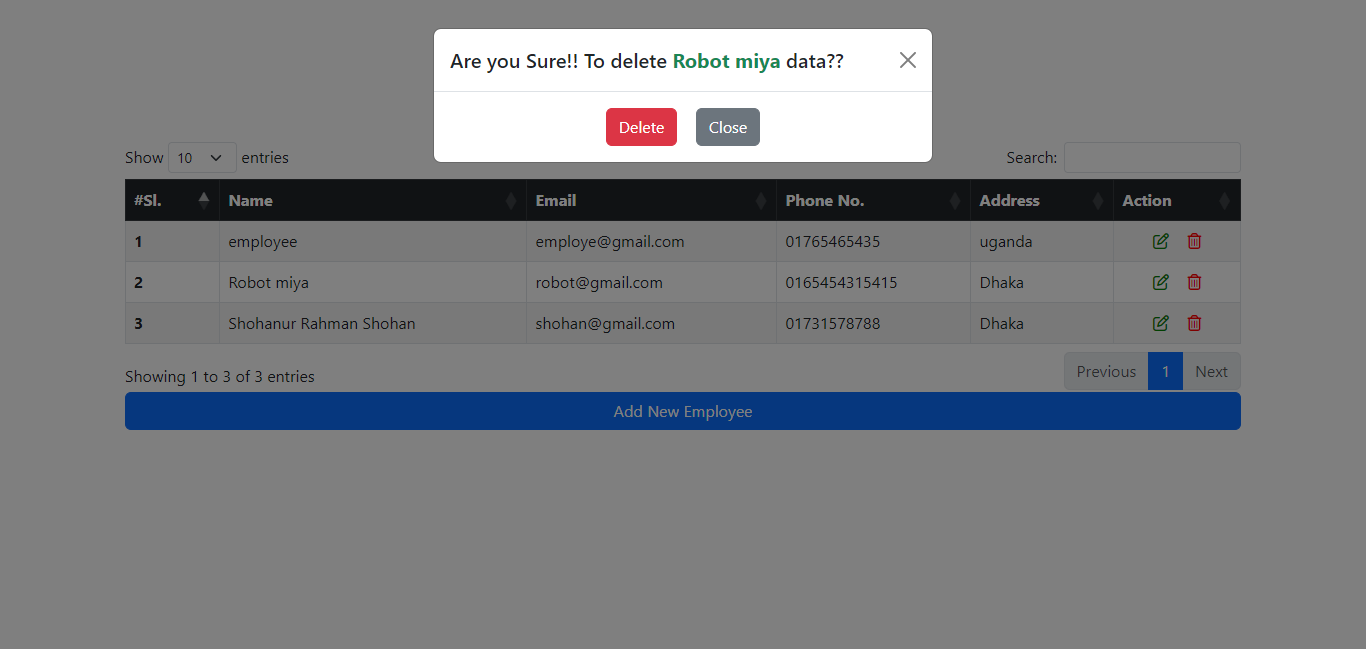 Are you Sure!! To delete Robot miya data??
Delete Close
Show 10 entries Search:
#Sl. Name Email Phone No. Address Action
1 employee employe@gmail.com 01765465435 uganda
2 Robot miya robot@gmail.com 0165454315415 Dhaka
3 Shohanur Rahman Shohan shohan@gmail.com 01731578788 Dhaka
Showing 1 to 3 of 3 entries Previous 1 Next
Add New Employee